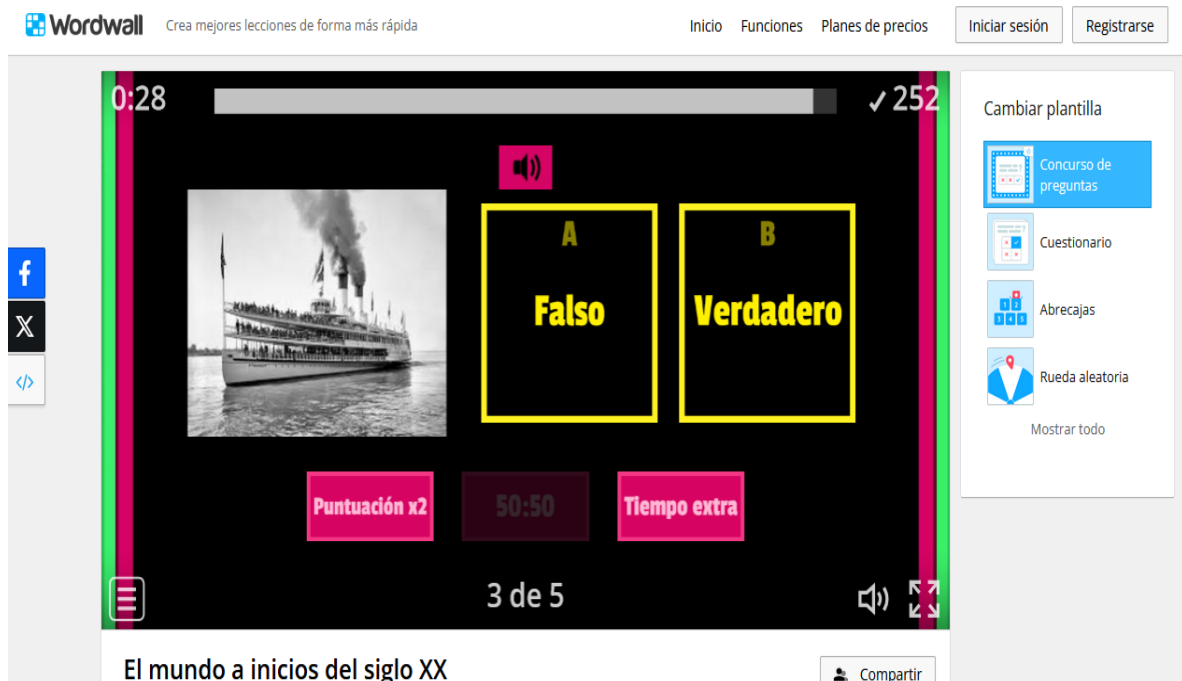 Wordwall Crea mejores lecciones de forma más rápida Inicio Funciones Planes de precios Iniciar sesión Registrarse
0:28 ✓ 252
A B
Falso Verdadero
Puntuación x2 50:50 Tiempo extra
3 de 5
El mundo a inicios del siglo XX Compartir
Cambiar plantilla
Concurso de
preguntas
Cuestionario
Abrecajas
Rueda aleatoria
Mostrar todo
f
X
</>